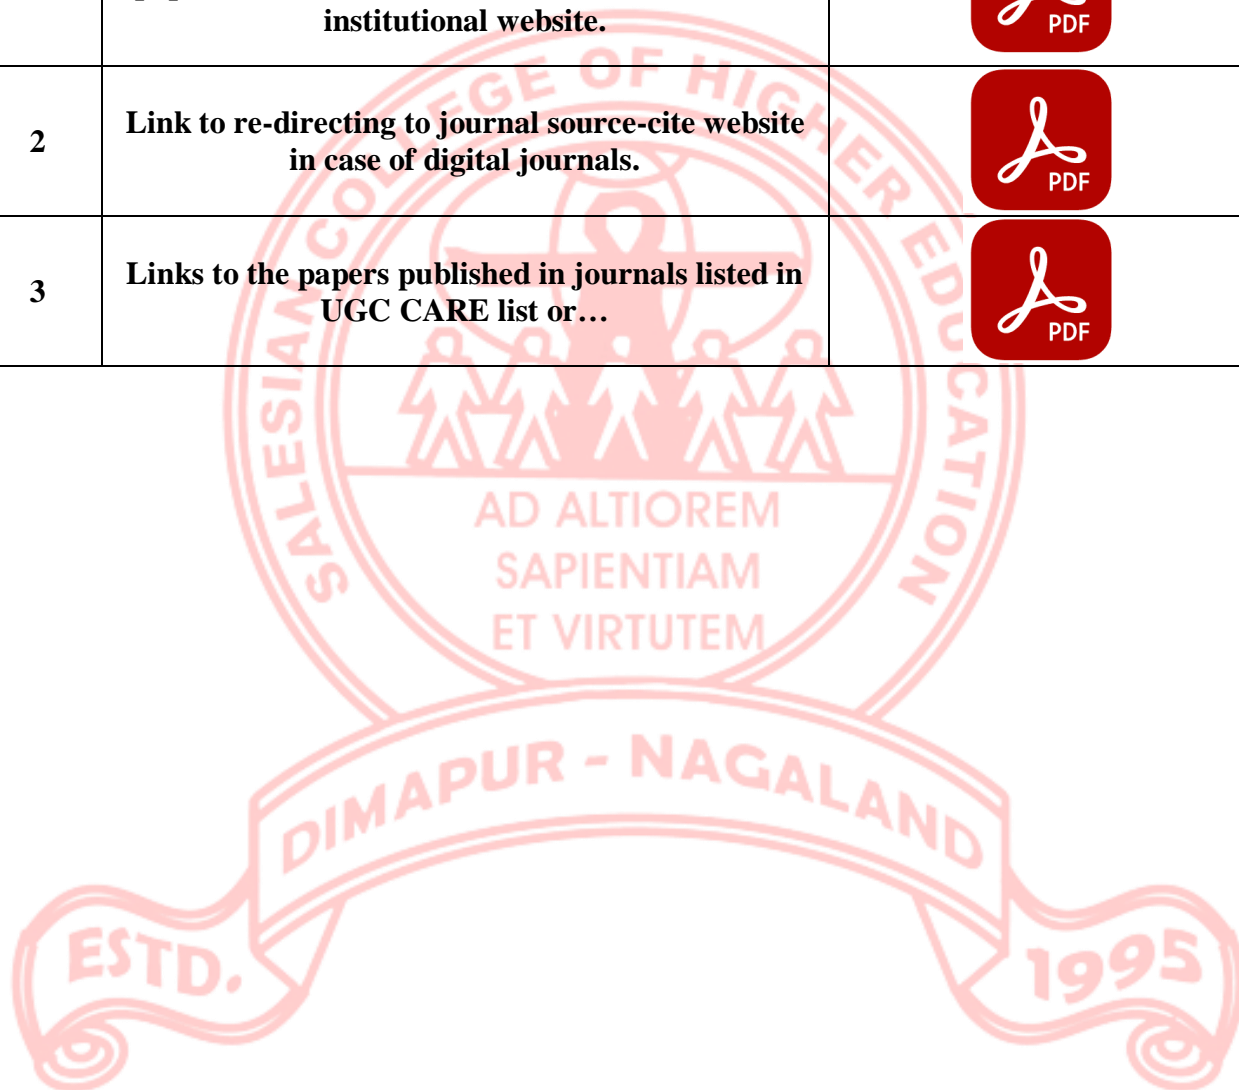 institutional website.
PDF
2
Link to re-directing to journal source-cite website
in case of digital journals.
PDF
3
Links to the papers published in journals listed in
UGC CARE list or…
PDF
SALESIAN COLLEGE OF HIGHER EDUCATION
AD ALTIOREM
SAPIENTIAM
ET VIRTUTEM
DIMAPUR - NAGALAND
ESTD. 1995